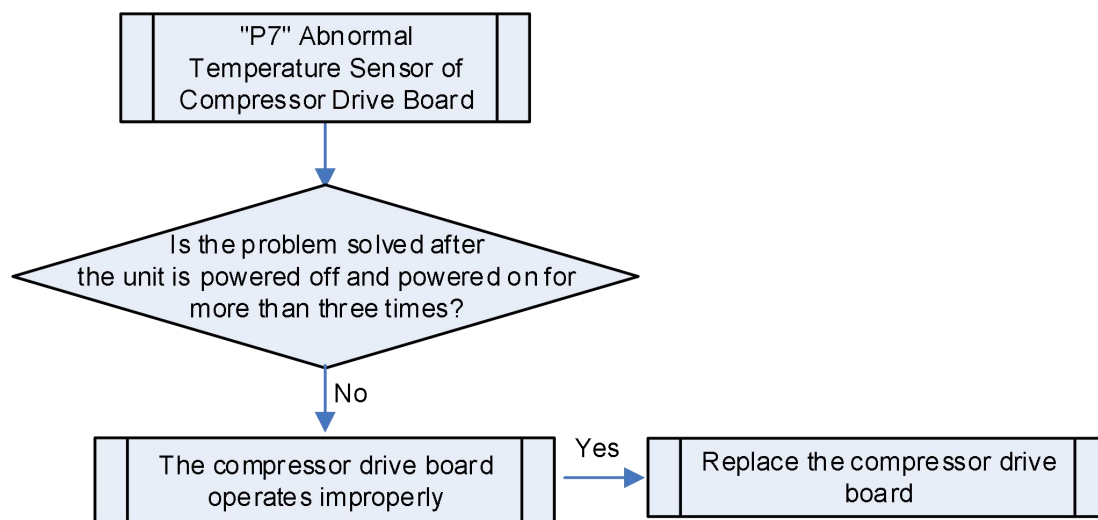 "P7" Abnormal
Temperature Sensor of
Compressor Drive Board
Is the problem solved after
the unit is powered off and powered on for
more than three times?
No
The compressor drive board
operates improperly
Yes
Replace the compressor drive
board